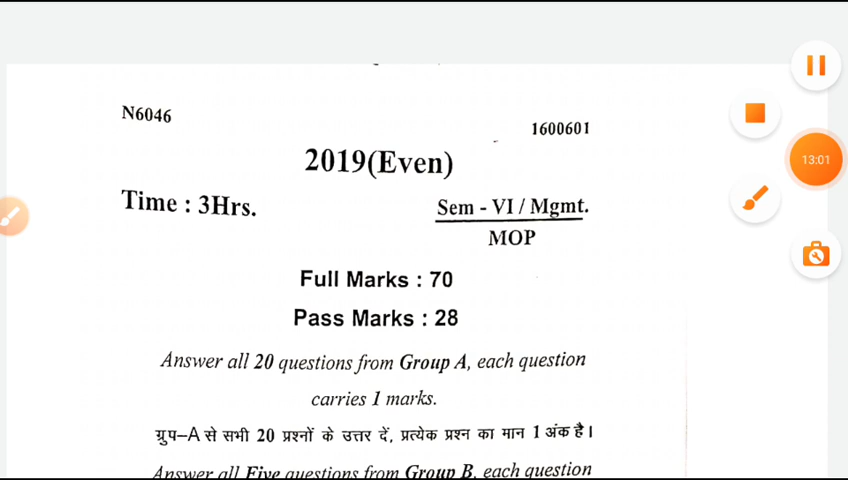 N6046
1600601
2019(Even)
Time : 3Hrs.
Sem - VI / Mgmt.
MOP
Full Marks : 70
Pass Marks : 28
Answer all 20 questions from Group A, each question
carries 1 marks.
ग्रुप–A से सभी 20 प्रश्नों के उत्तर दें, प्रत्येक प्रश्न का मान 1 अंक है।
Answer all Five questions from Group B, each question
13:01